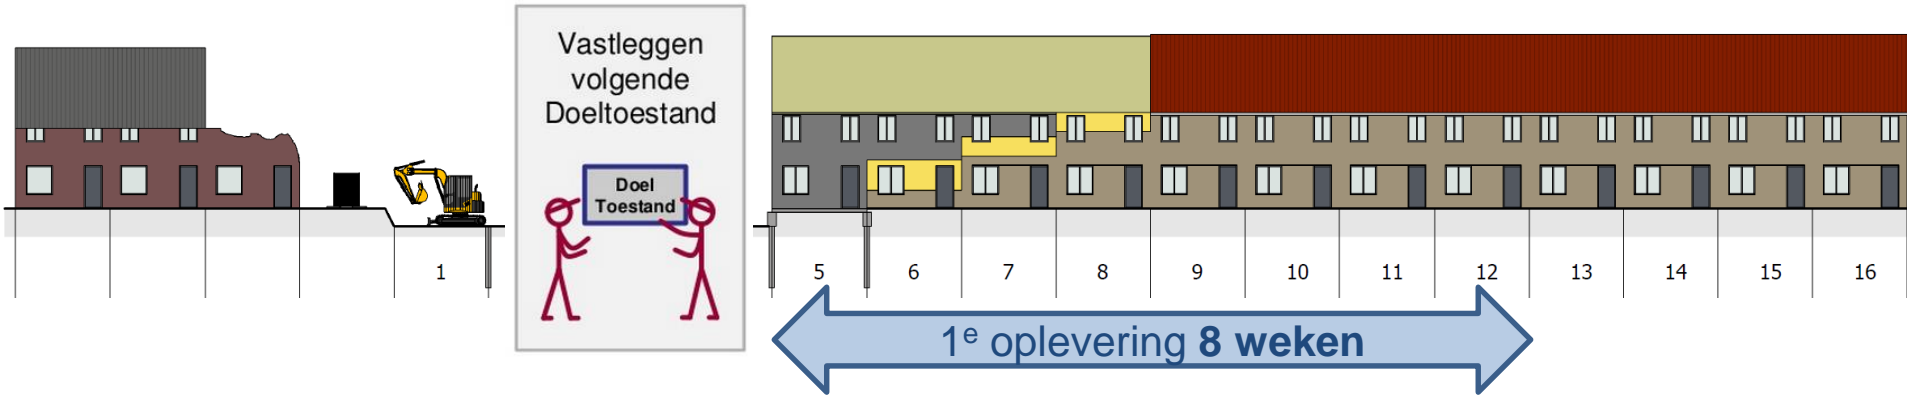 Vastleggen
volgende
Doeltoestand
Doel
Toestand
1
5 6 7 8 9 10 11 12 13 14 15 16
1e oplevering 8 weken